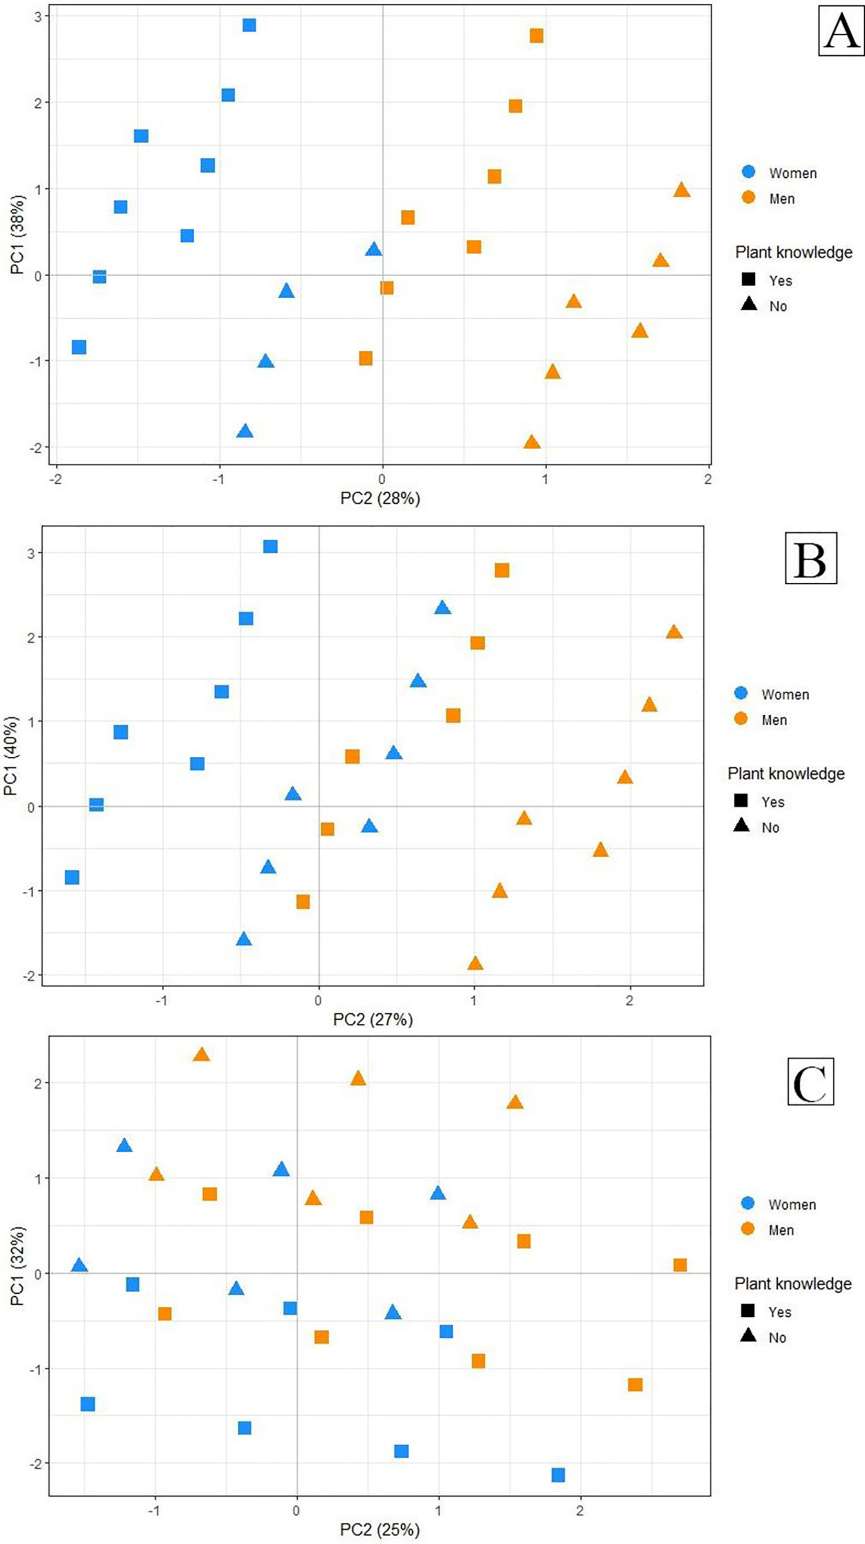 A
3
2
1
0
-1
-2
PC1 (38%)
-2 -1 0 1 2
PC2 (28%)
Women
Men
Plant knowledge
Yes
No
B
3
2
1
0
-1
-2
PC1 (40%)
-1 0 1 2
PC2 (27%)
Women
Men
Plant knowledge
Yes
No
C
2
1
0
-1
-2
PC1 (32%)
-1 0 1 2
PC2 (25%)
Women
Men
Plant knowledge
Yes
No